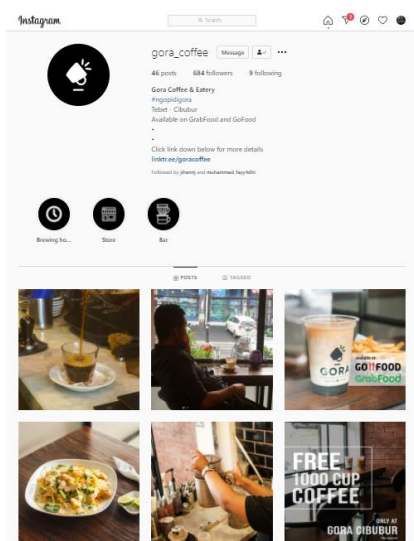 Instagram
Search
7
gora_coffee Message
46 posts 684 followers 9 following
Gora Coffee & Eatery
#ngopidigora
Tebet - Cibubur
Available on GrabFood and GoFood
Click link down below for more details
linktr.ee/goracoffee
Followed by and
Brewing ho... Store Bar
POSTS TAGGED
GORA
GOFOOD
GrabFood
FREE
1000 CUP
COFFEE
ONLY AT
GORA CIBUBUR